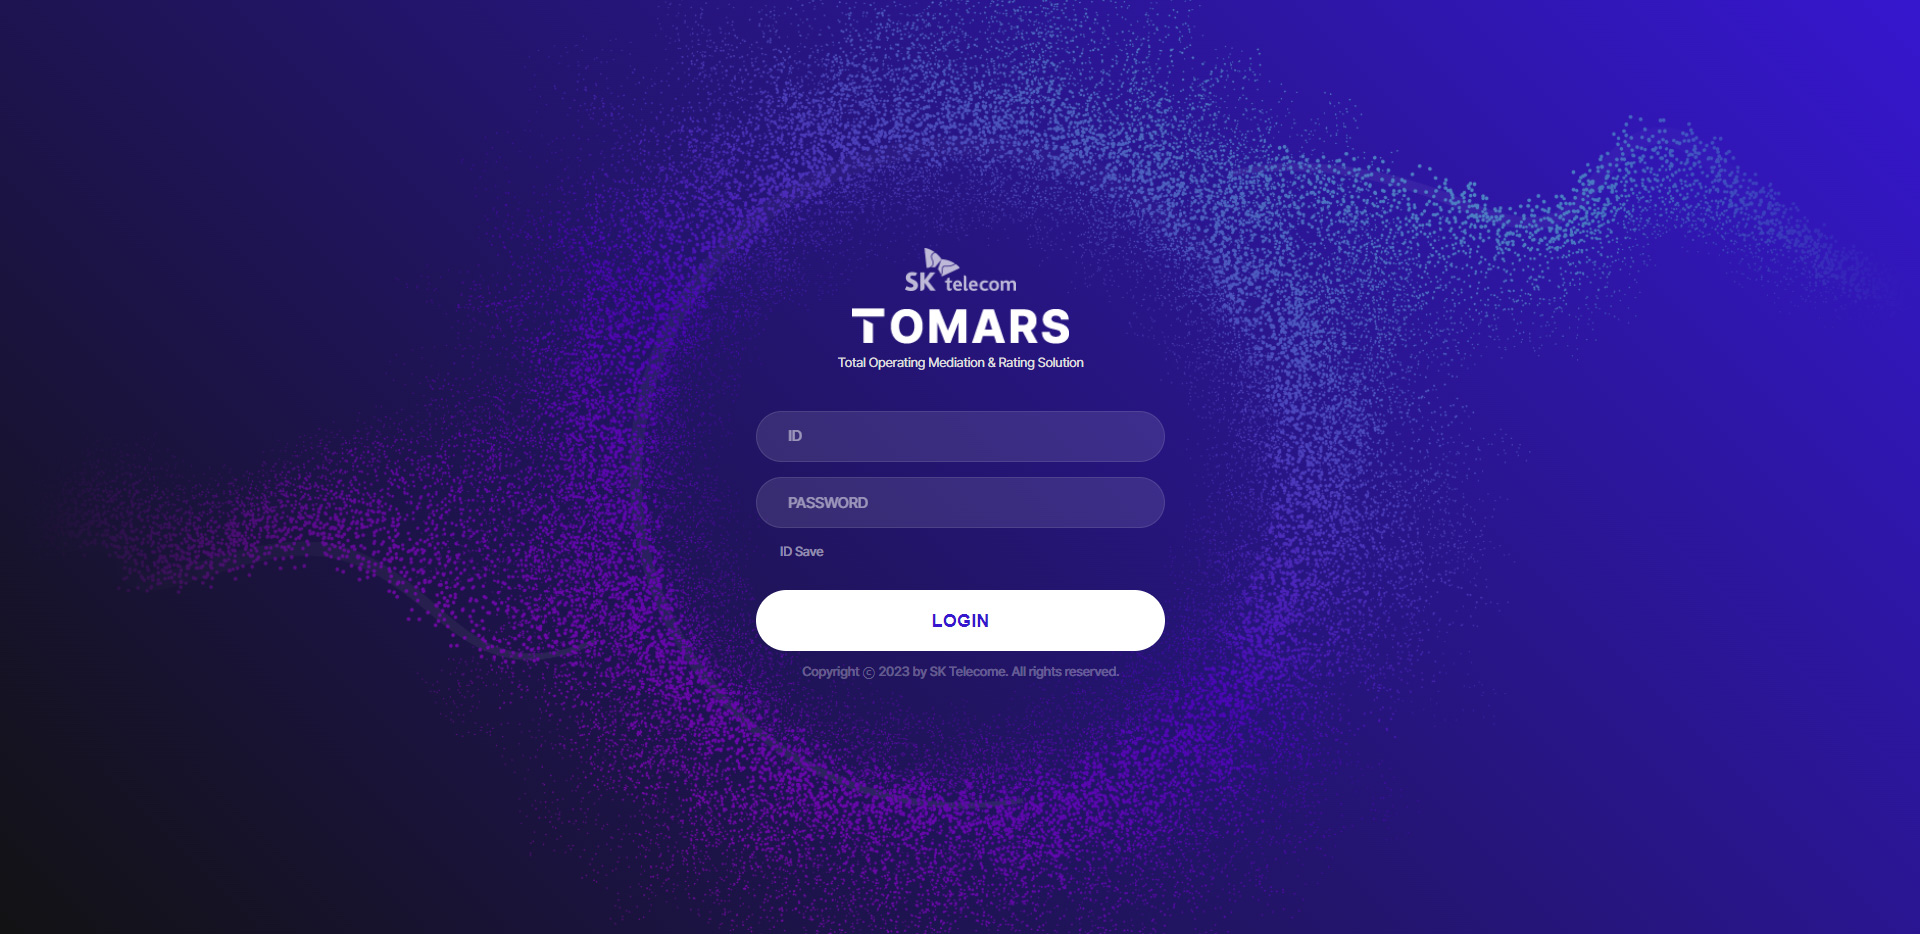 SK telecom
TOMARS
Total Operating Mediation & Rating Solution
ID
PASSWORD
ID Save
LOGIN
Copyright ⓒ 2023 by SK Telecome. All rights reserved.